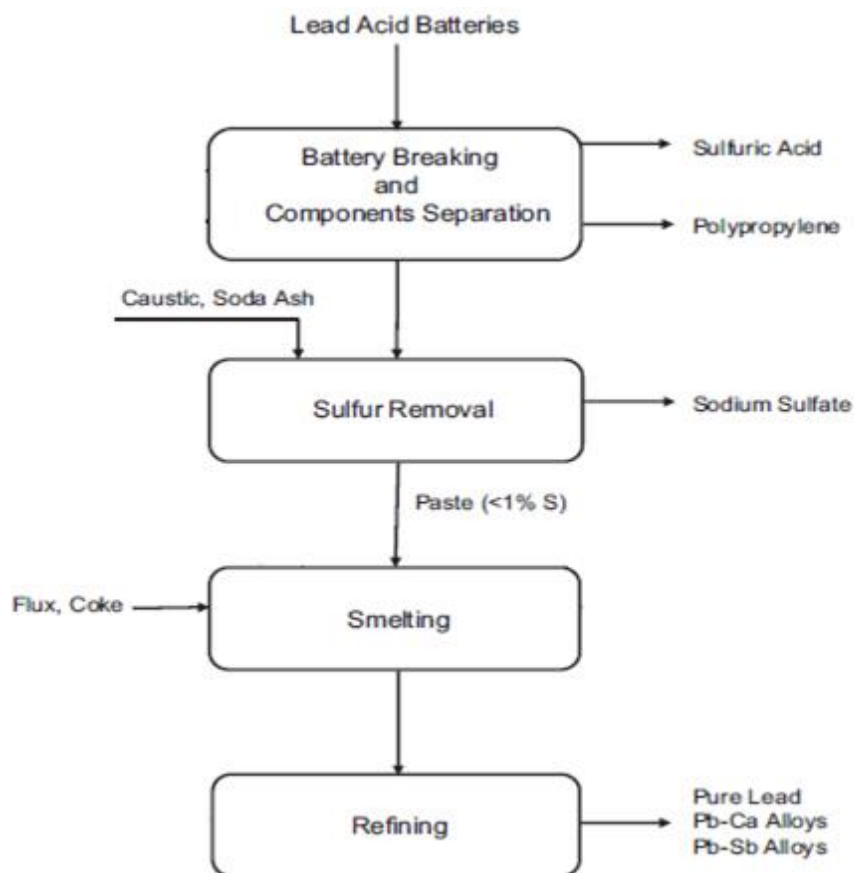 Lead Acid Batteries
Battery Breaking
and
Components Separation
Sulfuric Acid
Polypropylene
Caustic, Soda Ash
Sulfur Removal
Sodium Sulfate
Paste (<1% S)
Flux, Coke
Smelting
Refining
Pure Lead
Pb-Ca Alloys
Pb-Sb Alloys